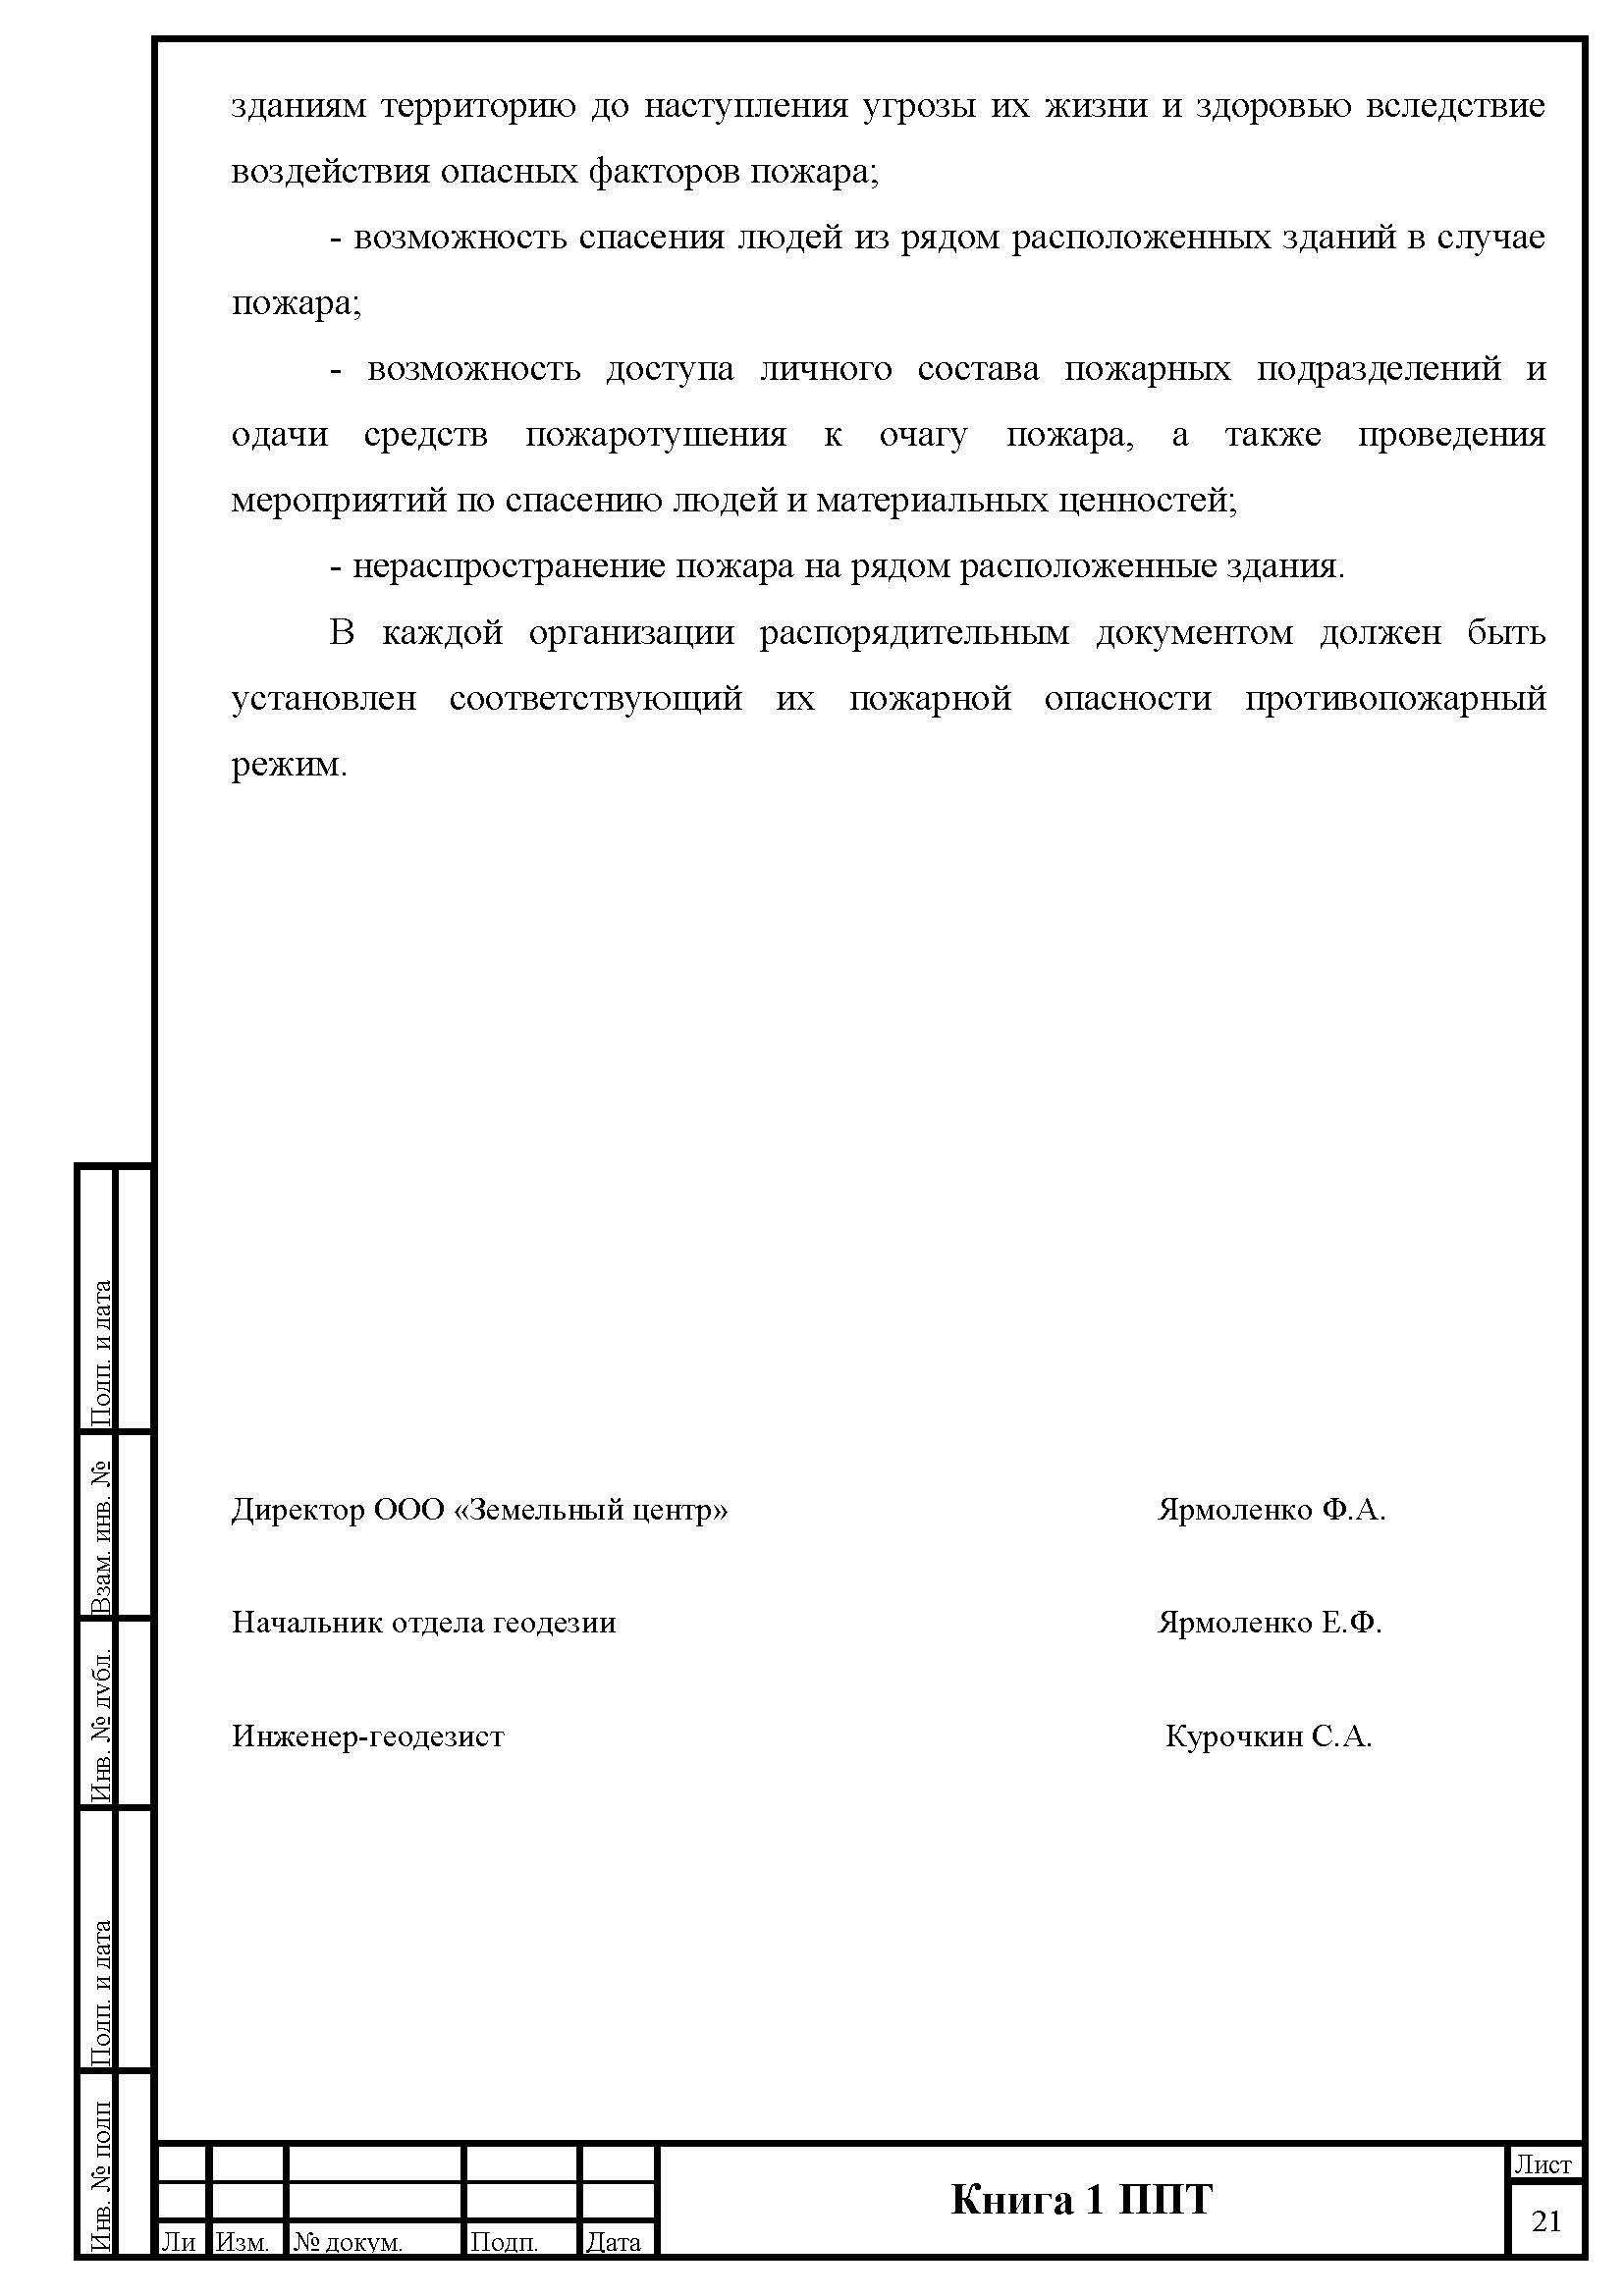 зданиям территорию до наступления угрозы их жизни и здоровью вследствие
воздействия опасных факторов пожара;
- возможность спасения людей из рядом расположенных зданий в случае
пожара;
- возможность доступа личного состава пожарных подразделений и
одачи средств пожаротушения к очагу пожара, а также проведения
мероприятий по спасению людей и материальных ценностей;
- нераспространение пожара на рядом расположенные здания.
В каждой организации распорядительным документом должен быть
установлен соответствующий их пожарной опасности противопожарный
режим.
Директор ООО «Земельный центр» Ярмоленко Ф.А.
Начальник отдела геодезии Ярмоленко Е.Ф.
Инженер-геодезист Курочкин С.А.
Подп. и дата
Взам. инв. №
Инв. № дубл.
Подп. и дата
Инв. № подп
Ли Изм. № докум. Подп. Дата
Книга 1 ППТ
Лист
21